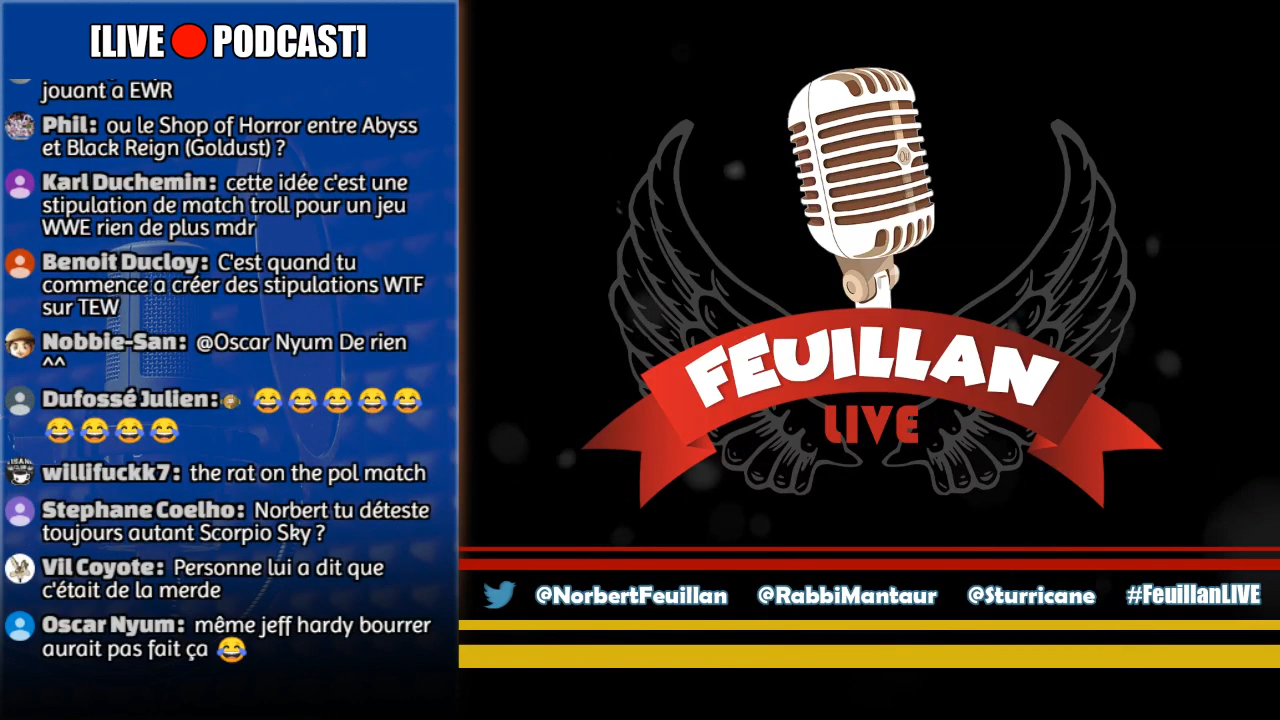 [LIVE 🔴 PODCAST]
jouant a EWR
Phil: ou le Shop of Horror entre Abyss
et Black Reign (Goldust) ?
Karl Duchemin: cette idée c'est une
stipulation de match troll pour un jeu
WWE rien de plus mdr
Benoit Ducloy: C'est quand tu
commence a créer des stipulations WTF
sur TEW
Nobbie-San: @Oscar Nyum De rien
^^
Dufossé Julien: 😂😂😂😂😂
😂😂😂😂
willifuckk7: the rat on the pol match
Stephane Coelho: Norbert tu déteste
toujours autant Scorpio Sky ?
Vil Coyote: Personne lui a dit que
c'était de la merde
Oscar Nyum: même jeff hardy bourrer
aurait pas fait ça 😂
FEUILLAN
LIVE
@NorbertFeuillan @RabbiMantaur @Sturricane #FeuillanLIVE